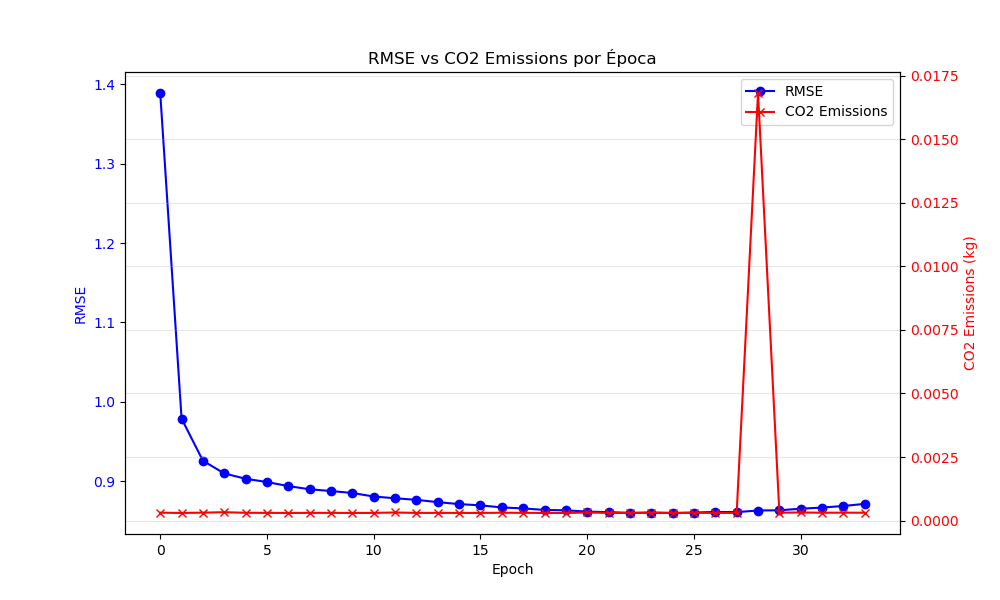 RMSE vs CO2 Emissions por Época
RMSE
CO2 Emissions
1.4
1.3
1.2
1.1
1.0
0.9
RMSE
0.0175
0.0150
0.0125
0.0100
0.0075
0.0050
0.0025
0.0000
CO2 Emissions (kg)
0 5 10 15 20 25 30
Epoch